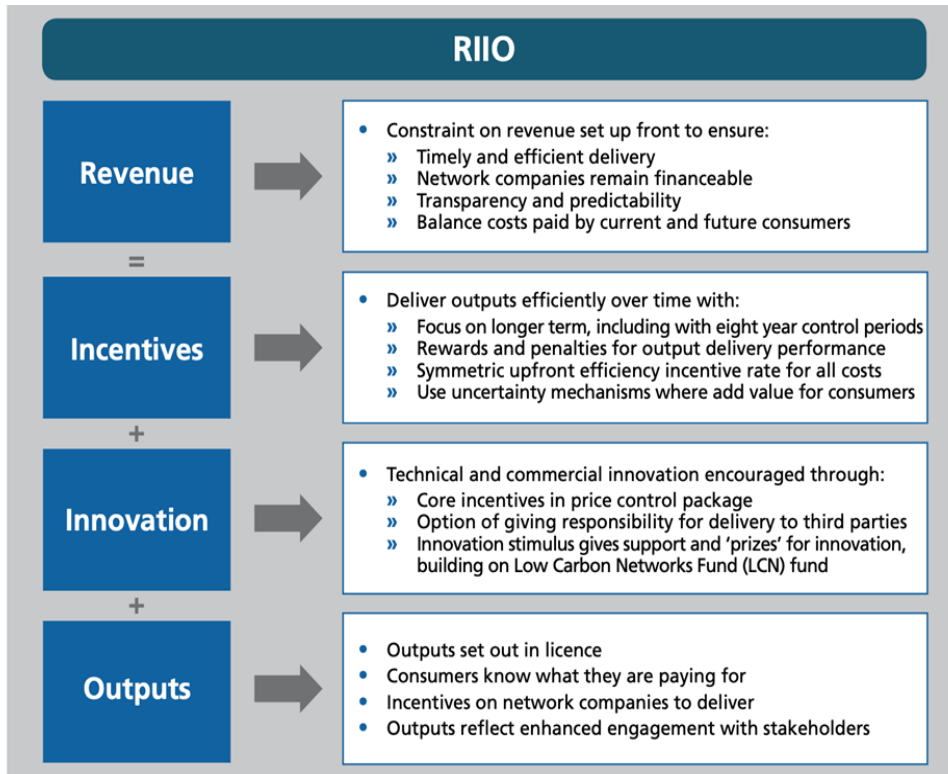 RIIO
Revenue
• Constraint on revenue set up front to ensure:
» Timely and efficient delivery
» Network companies remain financeable
» Transparency and predictability
» Balance costs paid by current and future consumers
=
Incentives
• Deliver outputs efficiently over time with:
» Focus on longer term, including with eight year control periods
» Rewards and penalties for output delivery performance
» Symmetric upfront efficiency incentive rate for all costs
» Use uncertainty mechanisms where add value for consumers
+
Innovation
• Technical and commercial innovation encouraged through:
» Core incentives in price control package
» Option of giving responsibility for delivery to third parties
» Innovation stimulus gives support and ‘prizes’ for innovation,
building on Low Carbon Networks Fund (LCN) fund
+
Outputs
• Outputs set out in licence
• Consumers know what they are paying for
• Incentives on network companies to deliver
• Outputs reflect enhanced engagement with stakeholders